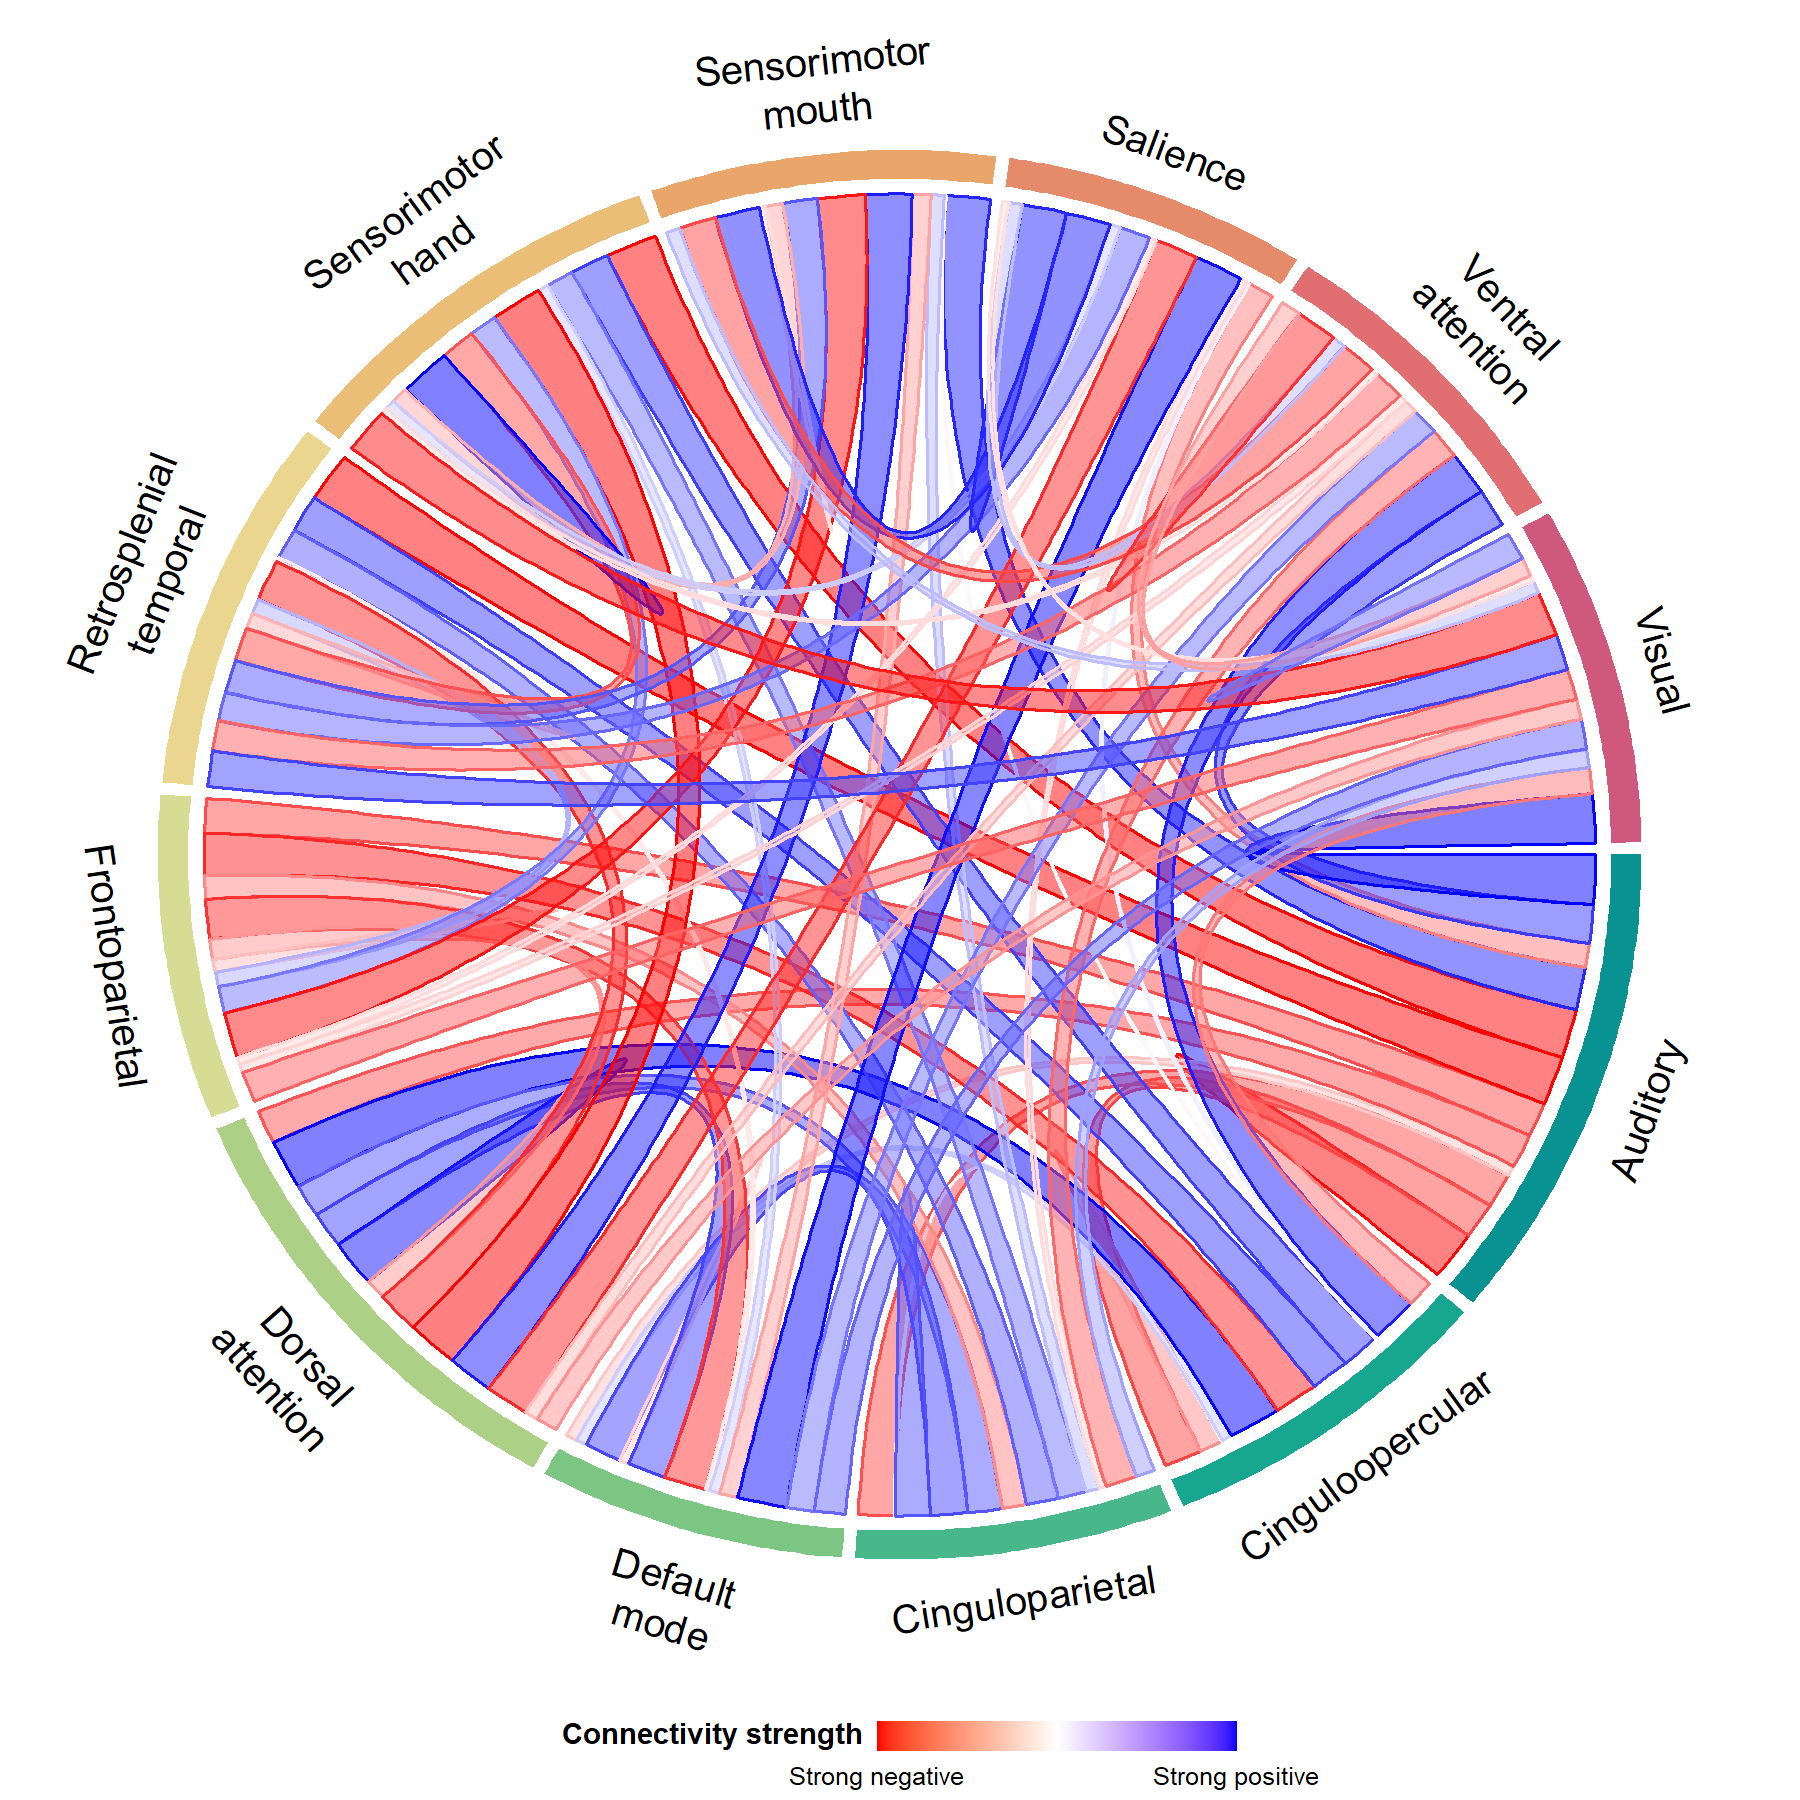 Sensorimotor
mouth
Salience
Ventral
attention
Visual
Auditory
Cinguloopercular
Cinguloparietal
Default
mode
Dorsal
attention
Frontoparietal
Retrosplenial
temporal
Sensorimotor
hand
Connectivity strength
Strong negative
Strong positive